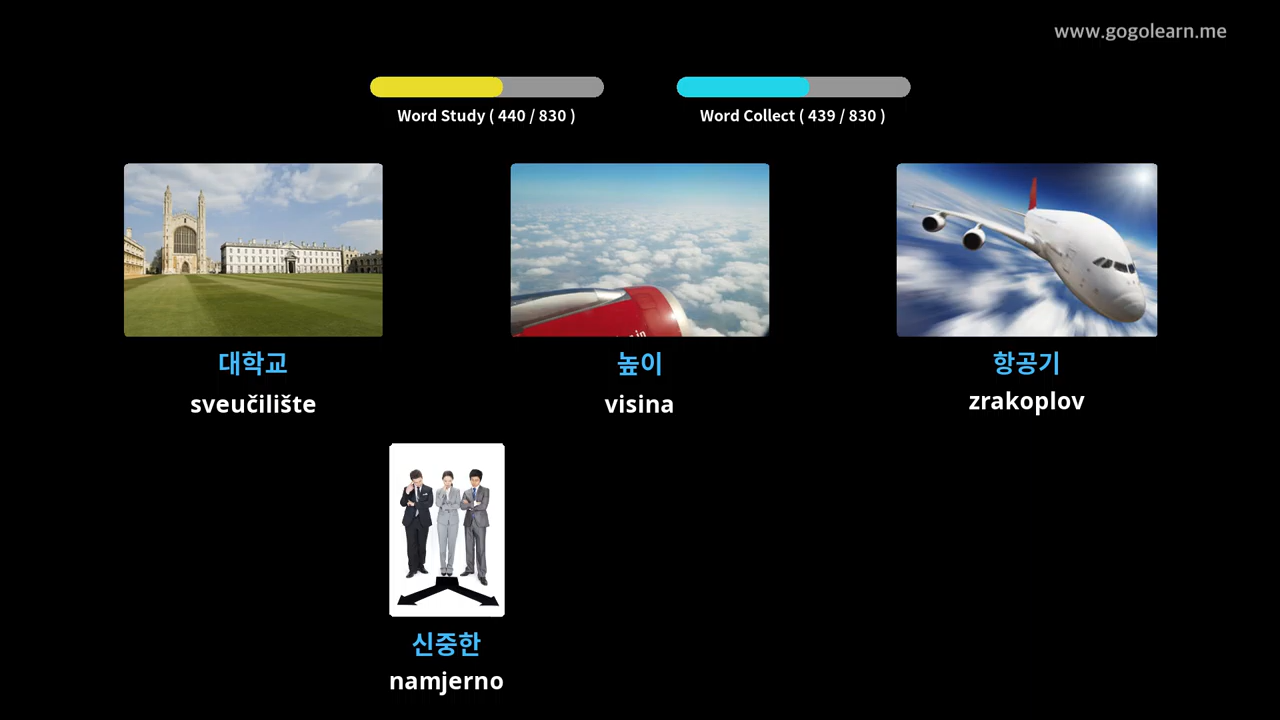 www.gogolearn.me
Word Study ( 440 / 830 )
Word Collect ( 439 / 830 )
대학교
높이
항공기
sveučilište
visina
zrakoplov
신중한
namjerno